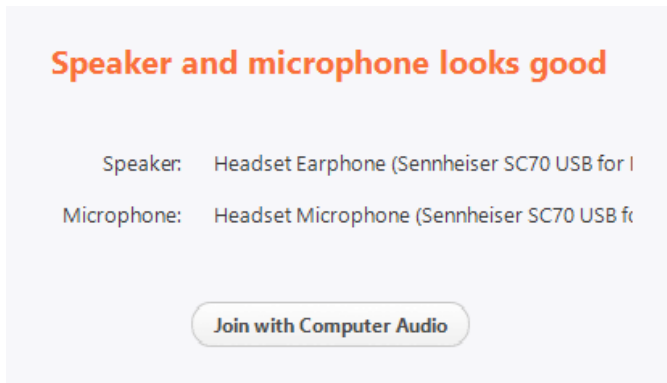 Speaker and microphone looks good
Speaker: Headset Earphone (Sennheiser SC70 USB for
Microphone: Headset Microphone (Sennheiser SC70 USB
Join with Computer Audio